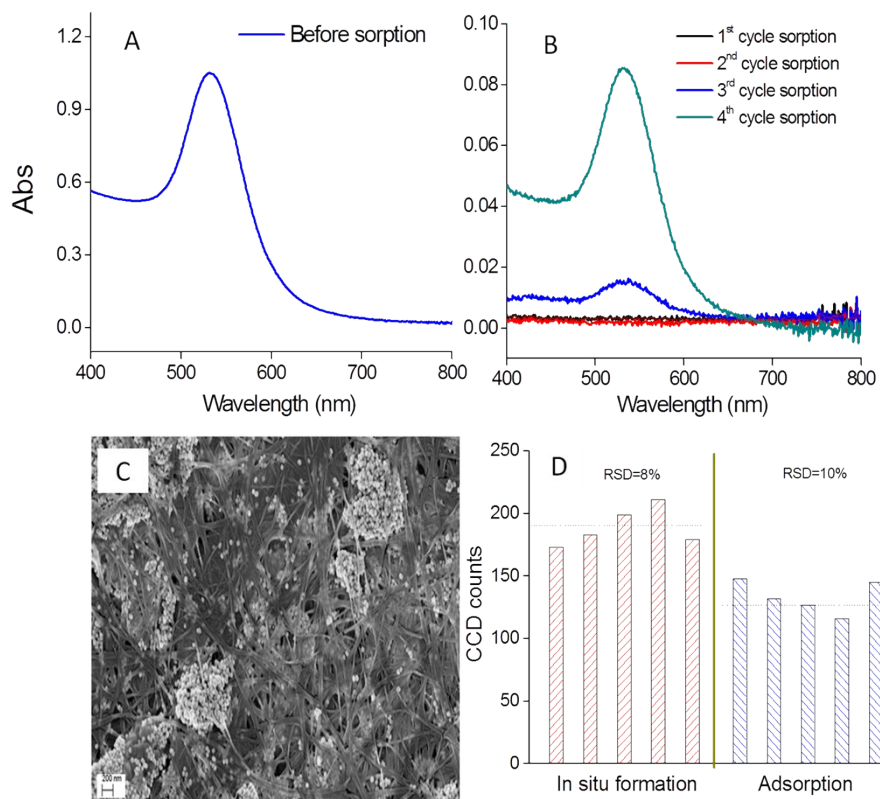 A
Before sorption
1.2
0.9
0.6
0.3
0.0
Abs
400 500 600 700 800
Wavelength (nm)
B
1st cycle sorption
2nd cycle sorption
3rd cycle sorption
4th cycle sorption
0.10
0.08
0.06
0.04
0.02
0.00
400 500 600 700 800
Wavelength (nm)
C
200 nm
D
RSD=8%
RSD=10%
250
200
150
100
50
0
CCD counts
In situ formation
Adsorption